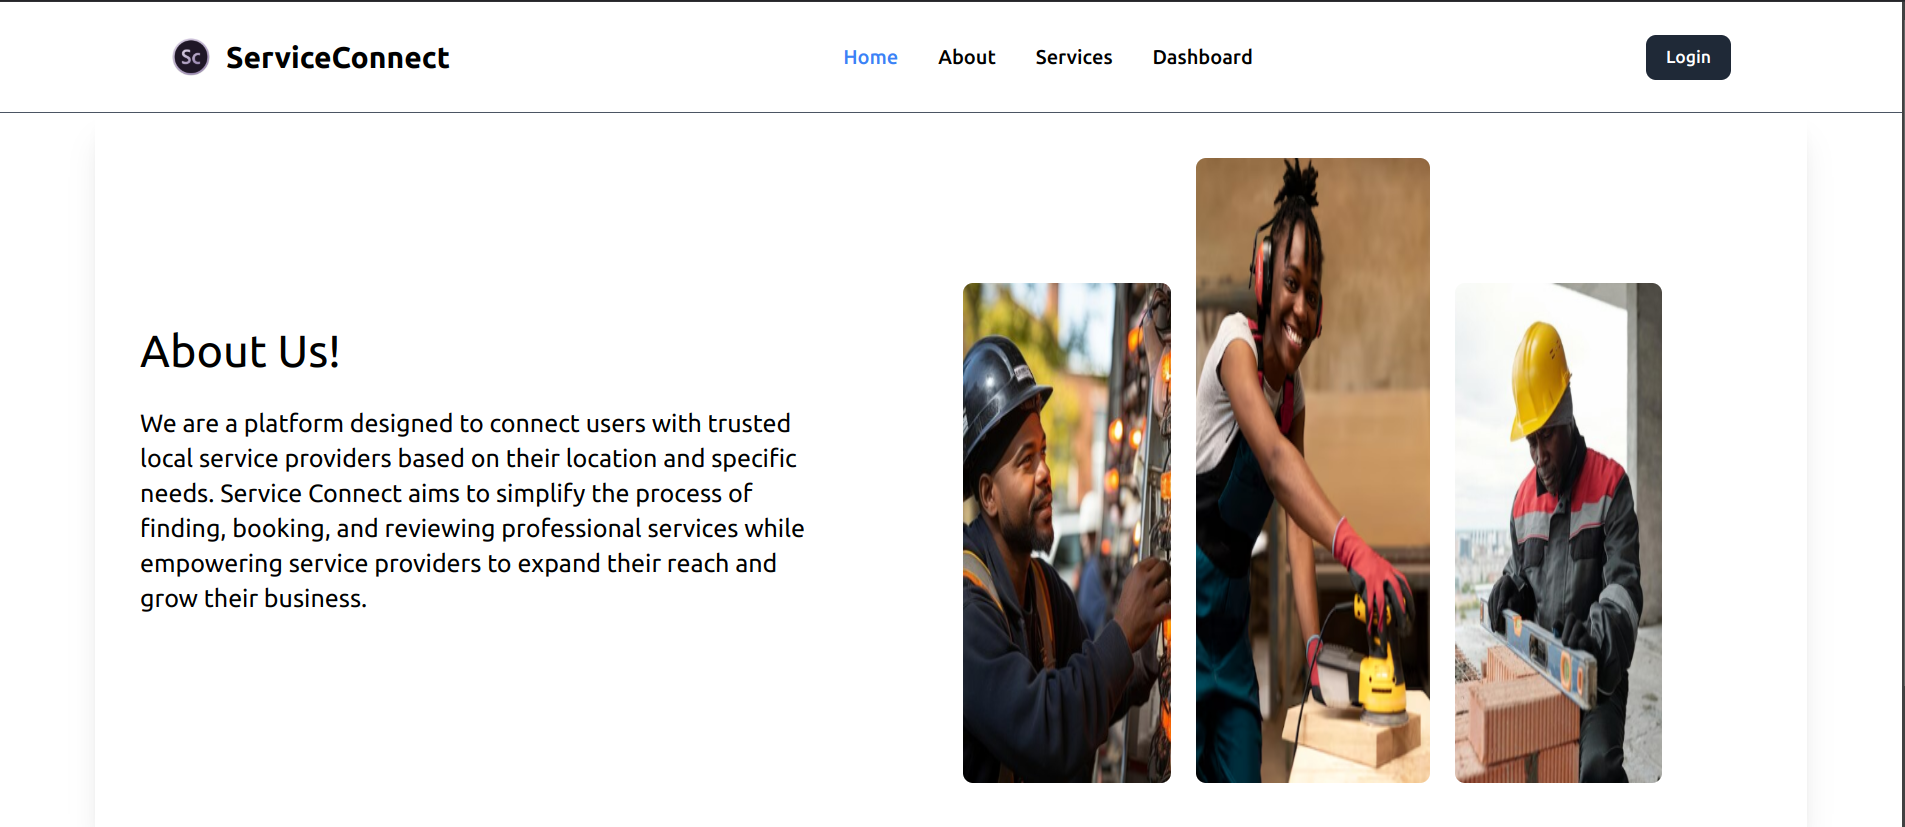 Sc ServiceConnect
Home About Services Dashboard
Login
About Us!
We are a platform designed to connect users with trusted
local service providers based on their location and specific
needs. Service Connect aims to simplify the process of
finding, booking, and reviewing professional services while
empowering service providers to expand their reach and
grow their business.